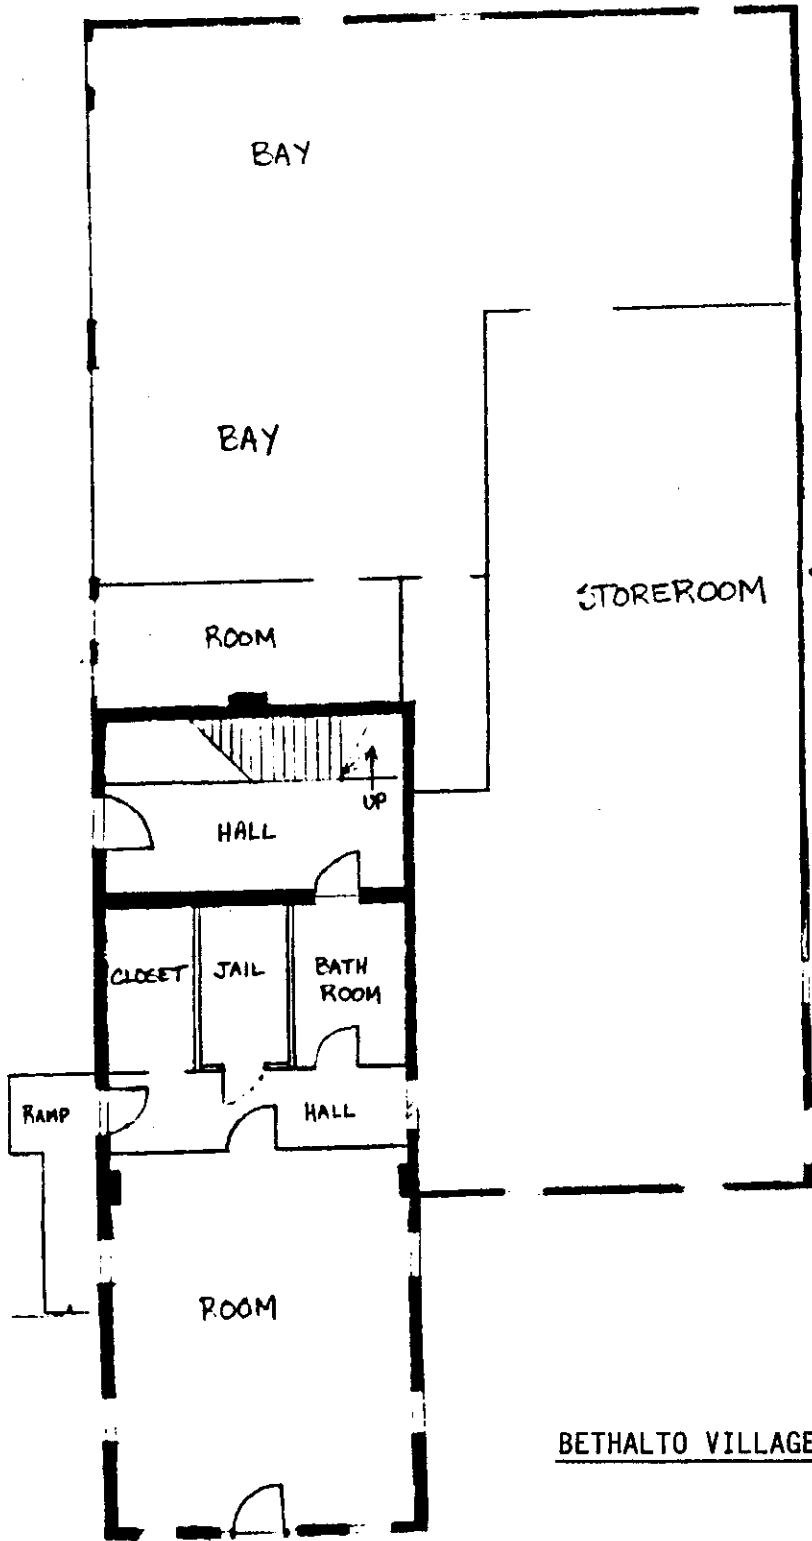 BAY
BAY
STOREROOM
ROOM
UP
HALL
CLOSET
JAIL
BATH
ROOM
RAMP
HALL
ROOM
BETHALTO VILLAGE